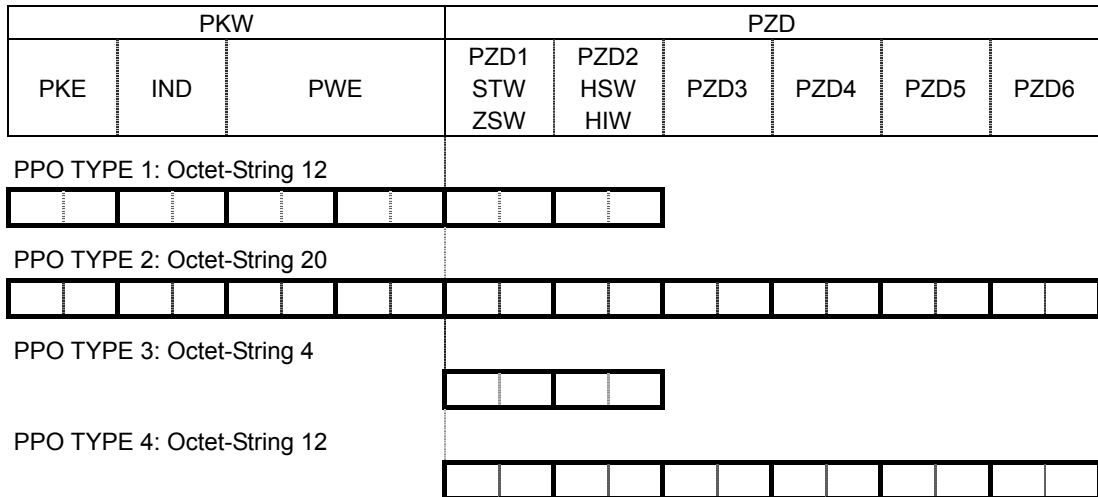 PKW PZD
PKE IND PWE PZD1 STW ZSW PZD2 HSW HIW PZD3 PZD4 PZD5 PZD6
PPO TYPE 1: Octet-String 12
PPO TYPE 2: Octet-String 20
PPO TYPE 3: Octet-String 4
PPO TYPE 4: Octet-String 12